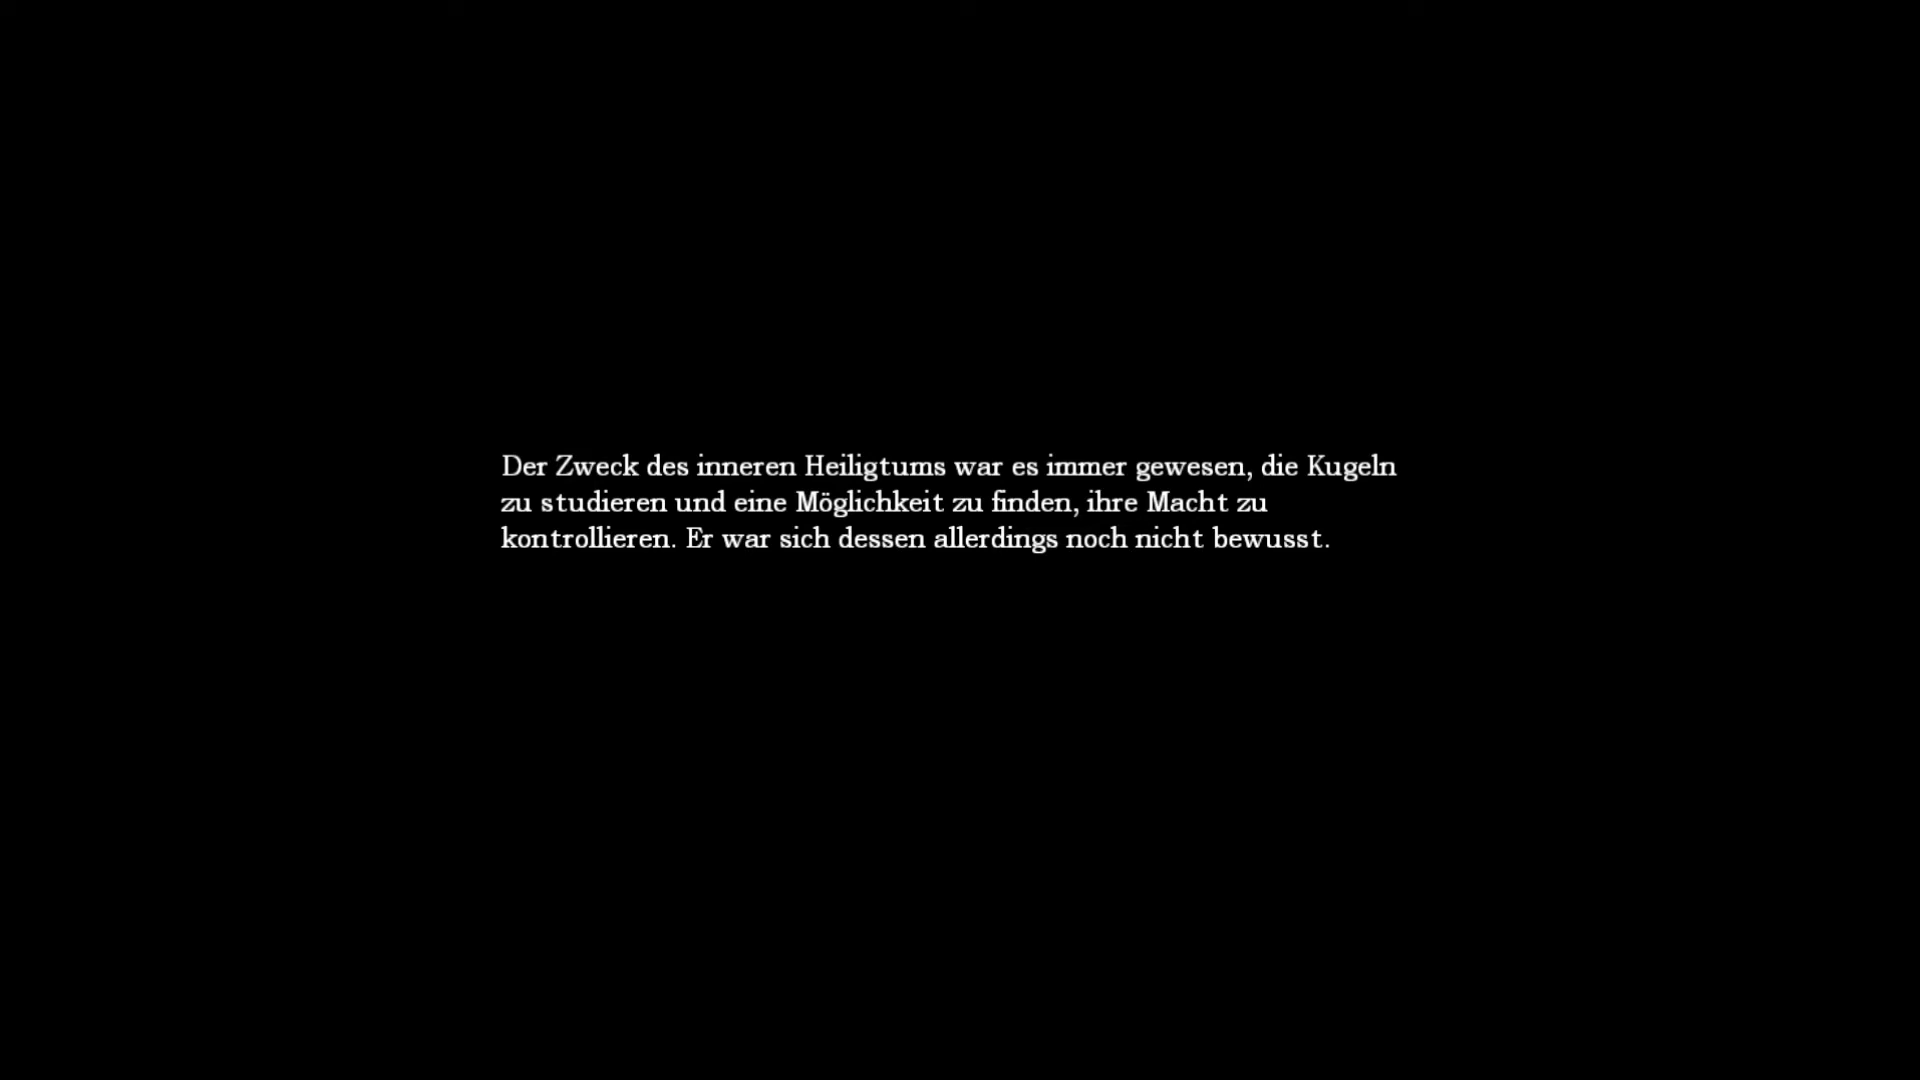 Der Zweck des inneren Heiligtums war es immer gewesen, die Kugeln
zu studieren und eine Möglichkeit zu finden, ihre Macht zu
kontrollieren. Er war sich dessen allerdings noch nicht bewusst.